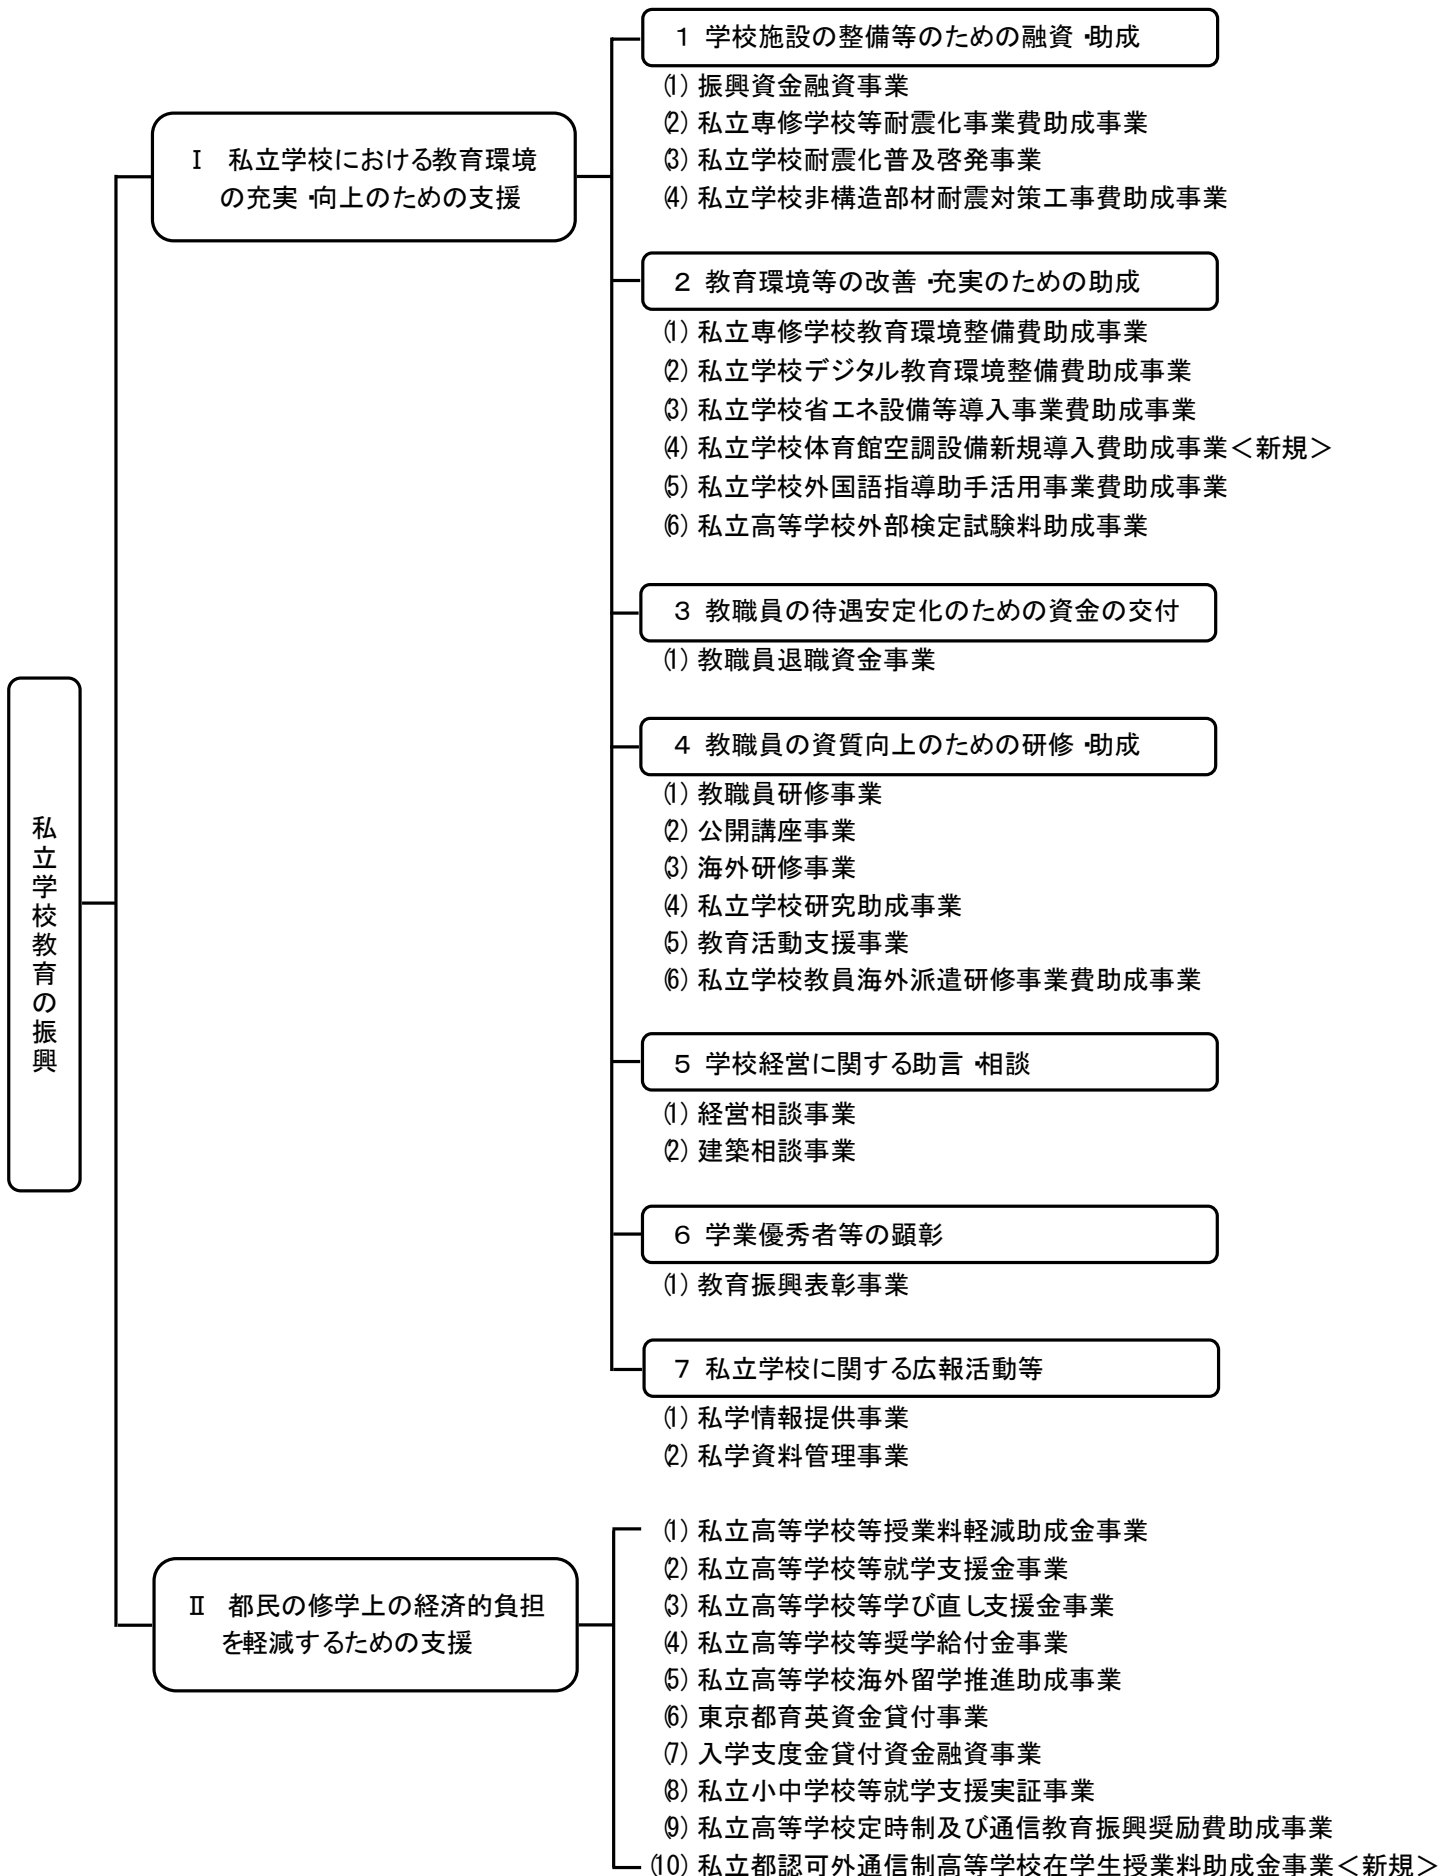 私立学校教育の振興
Ⅰ 私立学校における教育環境
の充実・向上のための支援
1 学校施設の整備等のための融資・助成
(1) 振興資金融資事業
(2) 私立専修学校等耐震化事業費助成事業
(3) 私立学校耐震化普及啓発事業
(4) 私立学校非構造部材耐震対策工事費助成事業
2 教育環境等の改善・充実のための助成
(1) 私立専修学校教育環境整備費助成事業
(2) 私立学校デジタル教育環境整備費助成事業
(3) 私立学校省エネ設備等導入事業費助成事業
(4) 私立学校体育館空調設備新規導入費助成事業＜新規＞
(5) 私立学校外国語指導助手活用事業費助成事業
(6) 私立高等学校外部検定試験料助成事業
3 教職員の待遇安定化のための資金の交付
(1) 教職員退職資金事業
4 教職員の資質向上のための研修・助成
(1) 教職員研修事業
(2) 公開講座事業
(3) 海外研修事業
(4) 私立学校研究助成事業
(5) 教育活動支援事業
(6) 私立学校教員海外派遣研修事業費助成事業
5 学校経営に関する助言・相談
(1) 経営相談事業
(2) 建築相談事業
6 学業優秀者等の顕彰
(1) 教育振興表彰事業
7 私立学校に関する広報活動等
(1) 私学情報提供事業
(2) 私学資料管理事業
Ⅱ 都民の修学上の経済的負担
を軽減するための支援
(1) 私立高等学校等授業料軽減助成金事業
(2) 私立高等学校等就学支援金事業
(3) 私立高等学校等学び直し支援金事業
(4) 私立高等学校等奨学給付金事業
(5) 私立高等学校海外留学推進助成事業
(6) 東京都育英資金貸付事業
(7) 入学支度金貸付資金融資事業
(8) 私立小中学校等就学支援実証事業
(9) 私立高等学校定時制及び通信教育振興奨励費助成事業
(10) 私立都認可外通信制高等学校在学生授業料助成金事業＜新規＞